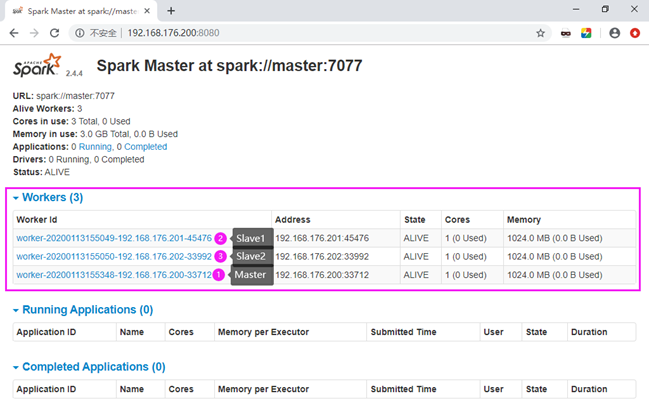 Spark Master at spark://master:
不安全 | 192.168.176.200:8080
APACHE
Spark 2.4.4 Spark Master at spark://master:7077
URL: spark://master:7077
Alive Workers: 3
Cores in use: 3 Total, 0 Used
Memory in use: 3.0 GB Total, 0.0 B Used
Applications: 0 Running, 0 Completed
Drivers: 0 Running, 0 Completed
Status: ALIVE
Workers (3)
Worker Id Address State Cores Memory
worker-20200113155049-192.168.176.201-45476 2 Slave1 192.168.176.201:45476 ALIVE 1 (0 Used) 1024.0 MB (0.0 B Used)
worker-20200113155050-192.168.176.202-33992 3 Slave2 192.168.176.202:33992 ALIVE 1 (0 Used) 1024.0 MB (0.0 B Used)
worker-20200113155348-192.168.176.200-33712 1 Master 192.168.176.200:33712 ALIVE 1 (0 Used) 1024.0 MB (0.0 B Used)
Running Applications (0)
Application ID Name Cores Memory per Executor Submitted Time User State Duration
Completed Applications (0)
Application ID Name Cores Memory per Executor Submitted Time User State Duration